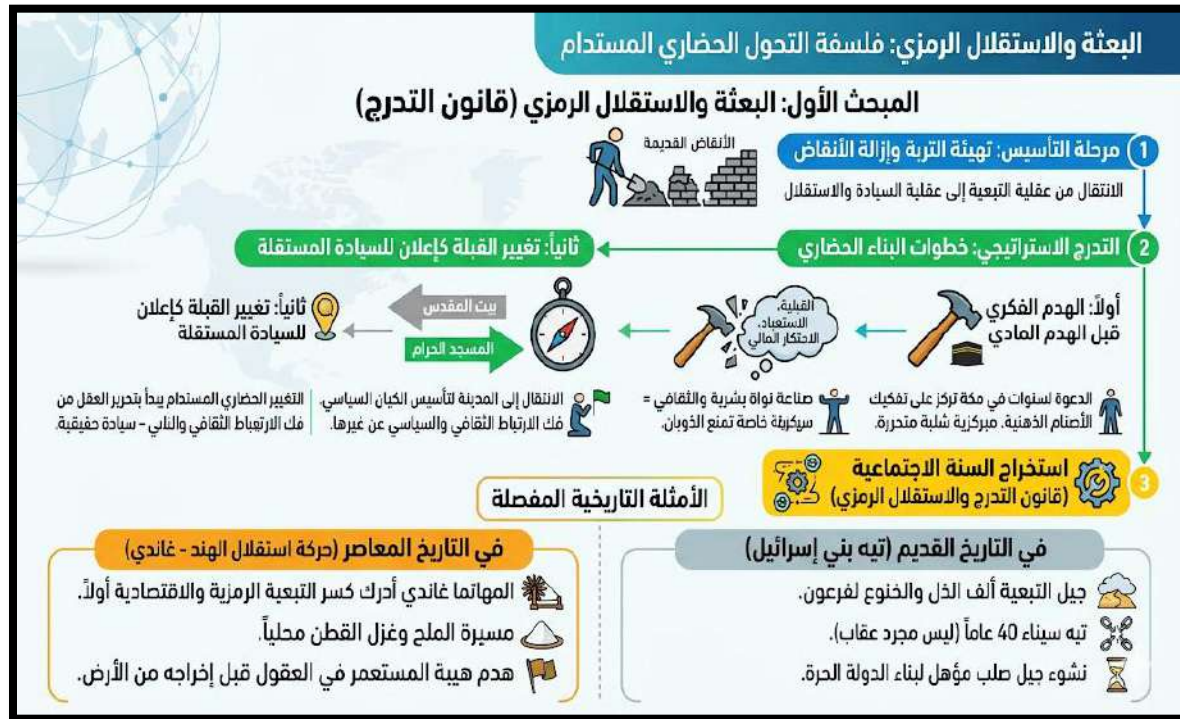 البعثة والاستقلال الرمزي: فلسفة التحول الحضاري المستدام
المبحث الأول: البعثة والاستقلال الرمزي (قانون التدرج)
1 مرحلة التأسيس: تهيئة التربة وإزالة الأنقاض
الأنقاض القديمة
الانتقال من عقلية التبعية إلى عقلية السيادة والاستقلال
2 التدرج الاستراتيجي: خطوات البناء الحضاري
ثانياً: تغيير القبلة كإعلان للسيادة المستقلة
أولاً: الهدم الفكري
قبل الهدم المادي
القبلية,
الاستعباد,
الاحتكار المالي
بيت المقدس
المسجد الحرام
ثانياً: تغيير القبلة كإعلان
للسيادة المستقلة
الدعوة لسنوات في مكة تركز على تفكيك
الأصنام الذهنية. مبركزية شلبة متحررة.
صناعة نواة بشرية والثقافي =
سيكريئة خاصة تمنع الذوبان.
الانتقال إلى المدينة لتأسيس الكيان السياسي.
فك الارتباط الثقافي والسياسي عن غيرها.
التغيير الحضاري المستدام يبدأ بتحرير العقل من
فك الارتعباط الثقافي والنابي – سيادة حقيقية.
3 استخراج السنة الاجتماعية
(قانون التدرج والاستقلال الرمزي)
الأمثلة التاريخية المفصلة
في التاريخ القديم (تيه بني إسرائيل)
جيل التبعية ألف الذل والخنوع لفرعون.
تيه سيناء 40 عاماً (ليس مجرد عقاب).
نشوء جيل صلب مؤهل لبناء الدولة الحرة.
في التاريخ المعاصر (حركة استقلال الهند - غاندي)
المهاتما غاندي أدرك كسر التبعية الرمزية والاقتصادية أولاً.
مسيرة الملح وغزل القطن محلياً.
هدم هيبة المستعمر في العقول قبل إخراجه من الأرض.